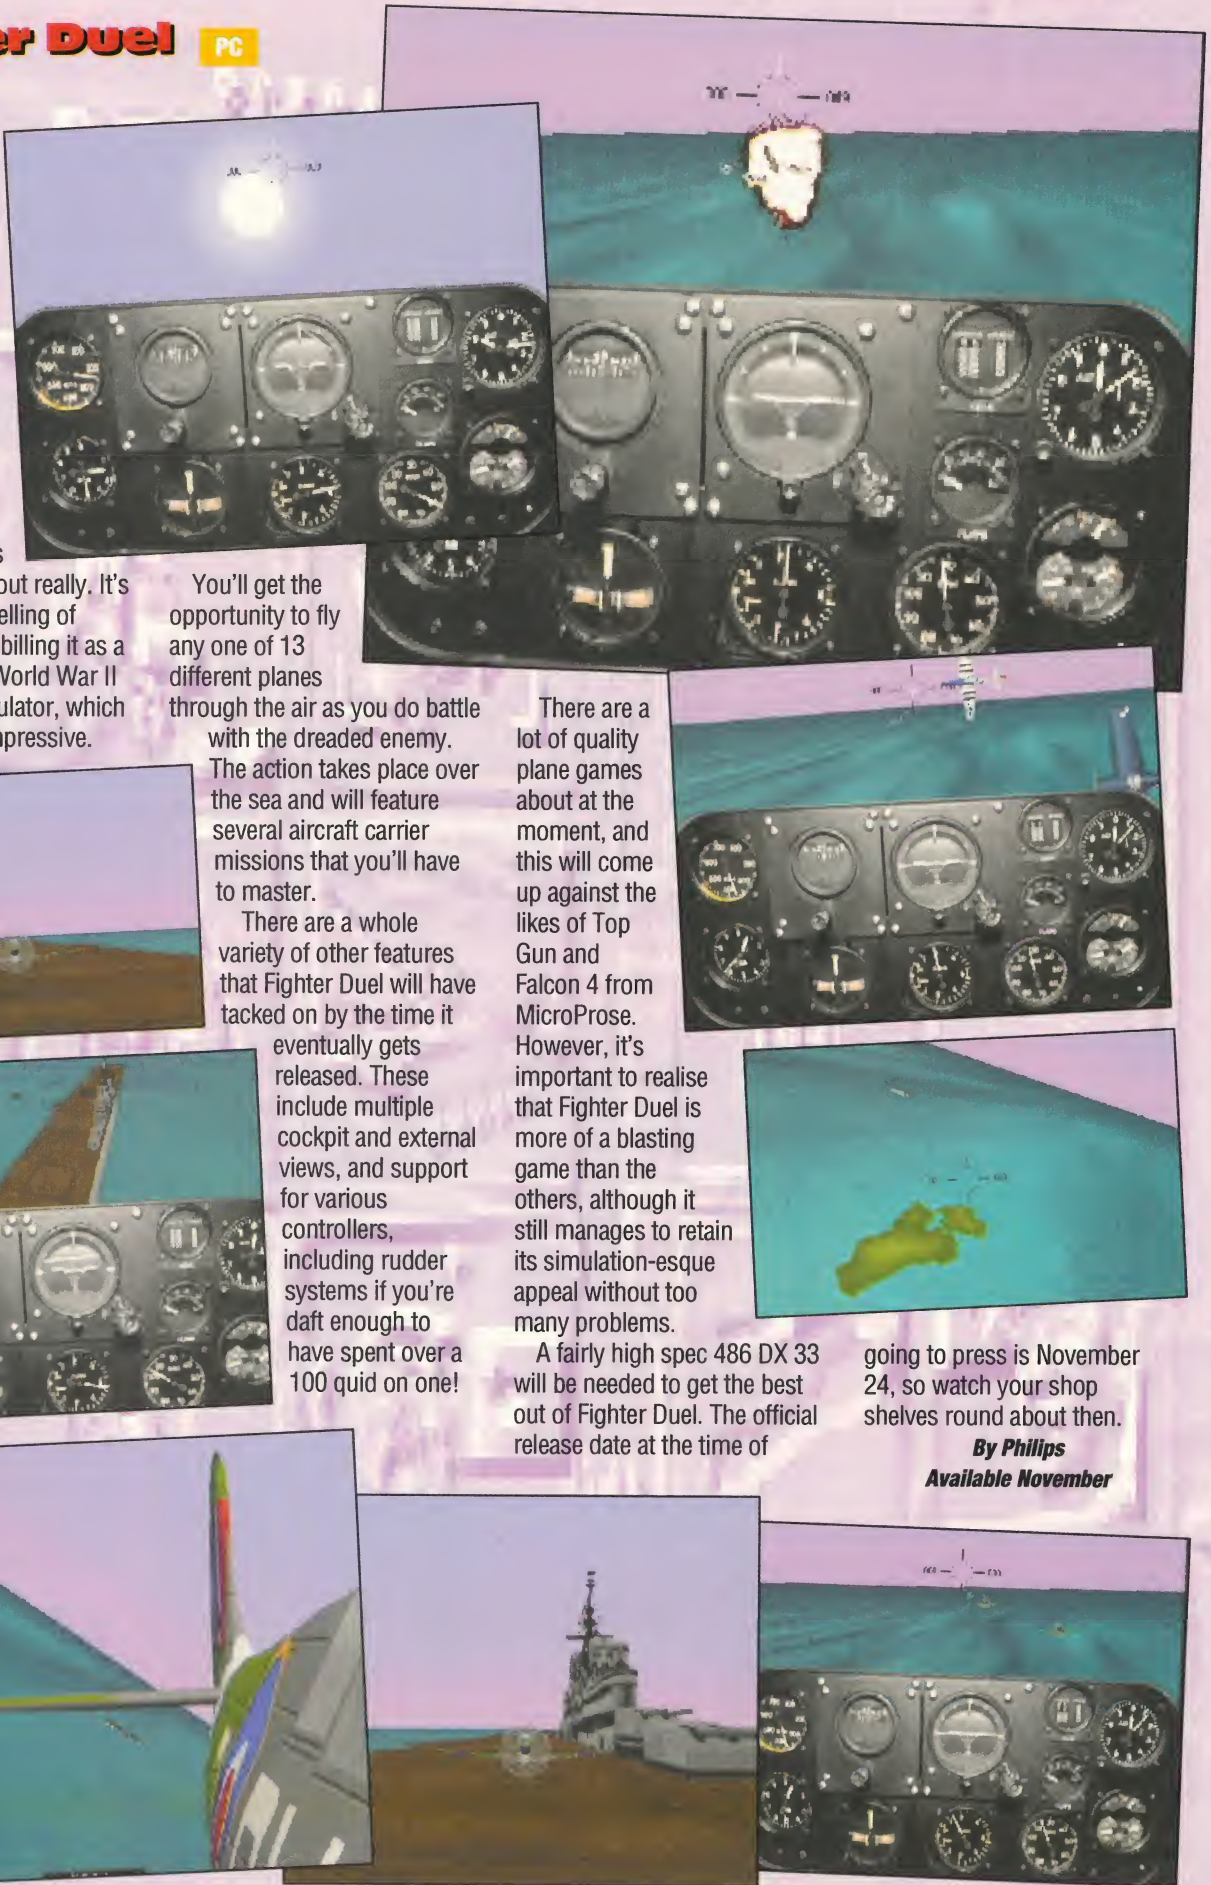 er Duel
PC
s
out really. It's
elling of
billing it as a
World War II
ulator, which
npressive.
You'll get the
opportunity to fly
any one of 13
different planes
through the air as you do battle
with the dreaded enemy.
The action takes place over
the sea and will feature
several aircraft carrier
missions that you'll have
to master.
There are a whole
variety of other features
that Fighter Duel will have
tacked on by the time it
eventually gets
released. These
include multiple
cockpit and external
views, and support
for various
controllers,
including rudder
systems if you're
daft enough to
have spent over a
100 quid on one!
There are a
lot of quality
plane games
about at the
moment, and
this will come
up against the
likes of Top
Gun and
Falcon 4 from
MicroProse.
However, it's
important to realise
that Fighter Duel is
more of a blasting
game than the
others, although it
still manages to retain
its simulation-esque
appeal without too
many problems.
A fairly high spec 486 DX 33
will be needed to get the best
out of Fighter Duel. The official
release date at the time of
going to press is November
24, so watch your shop
shelves round about then.
By Philips
Available November